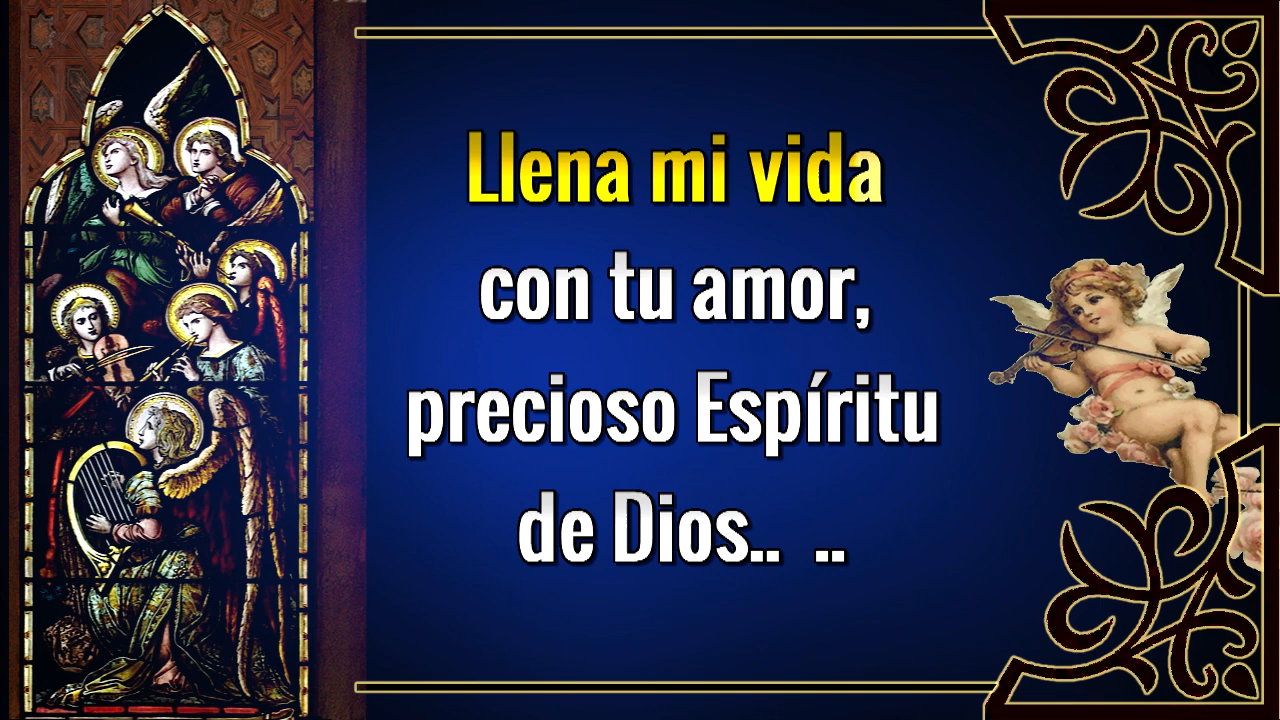 Llena mi vida
con tu amor,
precioso Espíritu
de Dios..  ..